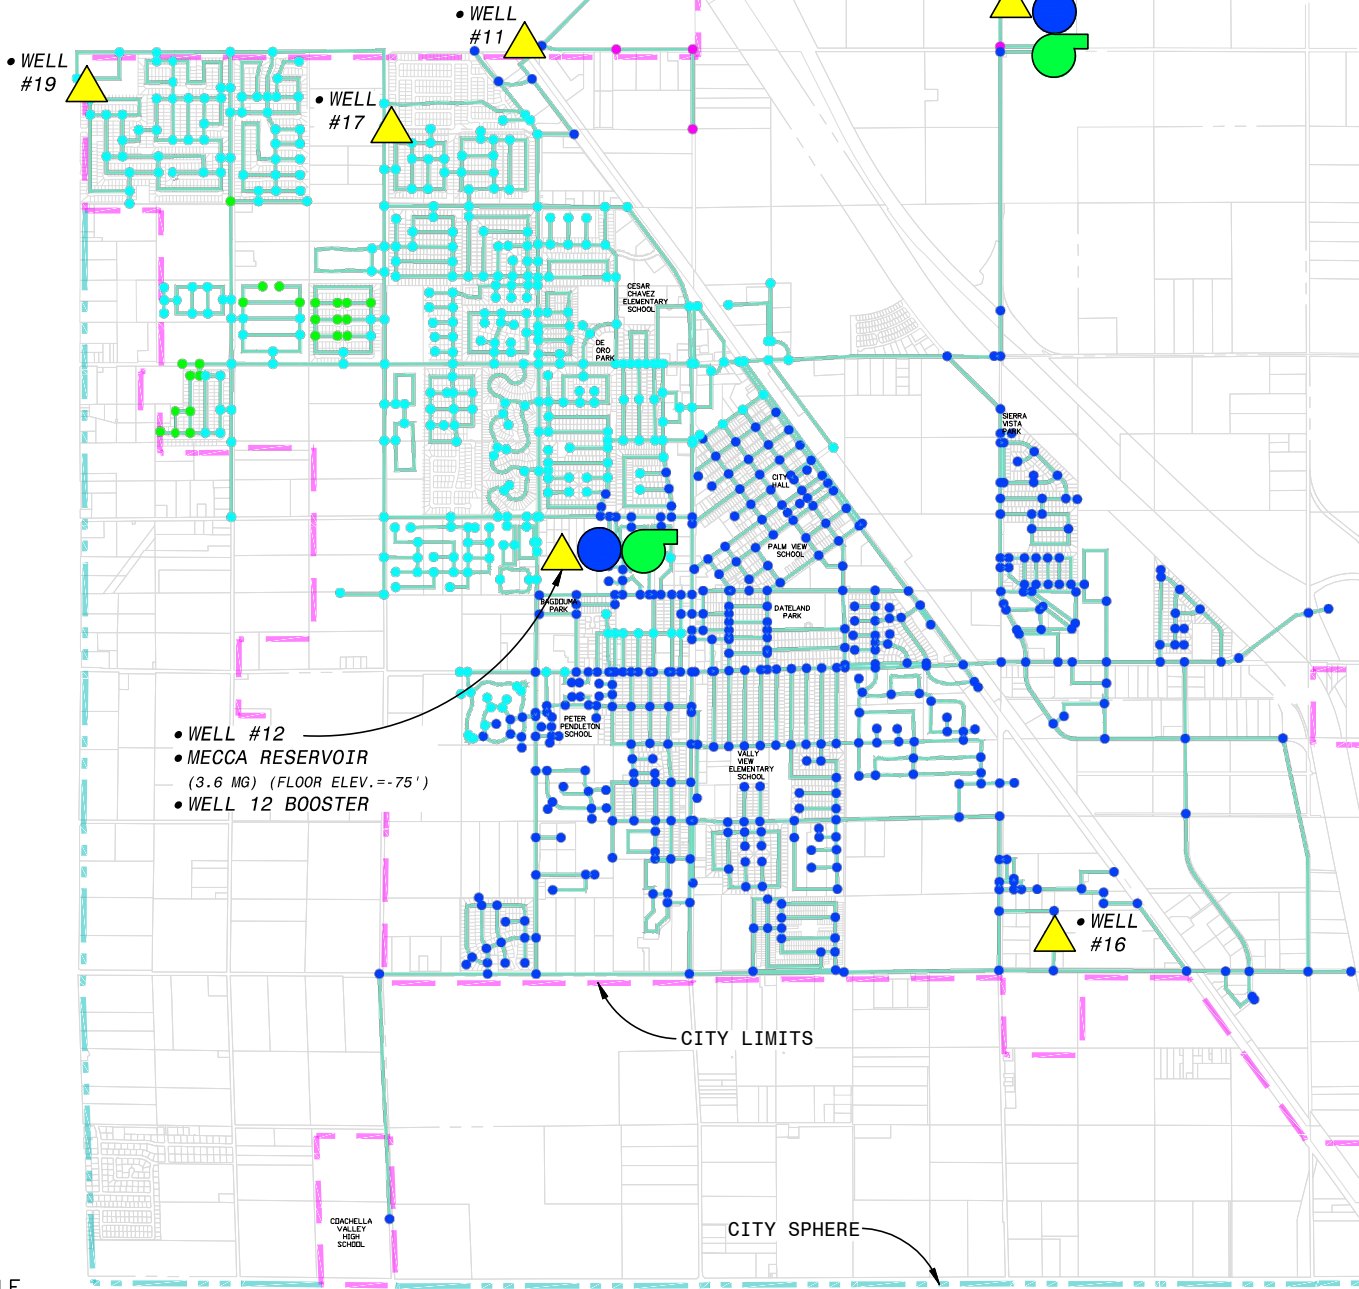 • WELL
#11
• WELL
#19
• WELL
#17
CESAR
CHAVEZ
ELEMENTARY
SCHOOL
DE
ORO
PARK
SIERRA
VISTA
PARK
CITY
HALL
PALM VIEW
SCHOOL
BAGDOUMA
PARK
DATELAND
PARK
PETER
PENDLETON
SCHOOL
• WELL #12
• MECCA RESERVOIR
(3.6 MG) (FLOOR ELEV.=-75')
• WELL 12 BOOSTER
VALLY
VIEW
ELEMENTARY
SCHOOL
• WELL
#16
CITY LIMITS
COACHELLA
VALLEY
HIGH
SCHOOL
CITY SPHERE